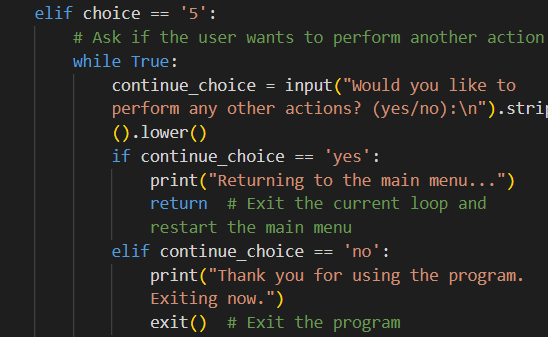 elif choice == '5':
# Ask if the user wants to perform another action
while True:
continue_choice = input("Would you like to
perform any other actions? (yes/no):\n").strip
().lower()
if continue_choice == 'yes':
print("Returning to the main menu...")
return  # Exit the current loop and
restart the main menu
elif continue_choice == 'no':
print("Thank you for using the program.
Exiting now.")
exit()  # Exit the program